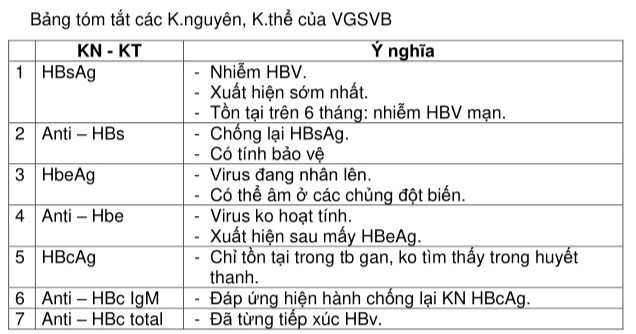 Bảng tóm tắt các K.nguyên, K.thể của VGSVB
KN - KT Ý nghĩa
1 HBsAg - Nhiễm HBV.
- Xuất hiện sớm nhất.
- Tồn tại trên 6 tháng: nhiễm HBV mạn.
2 Anti – HBs - Chống lại HBsAg.
- Có tính bảo vệ
3 HbeAg - Virus đang nhân lên.
- Có thể âm ở các chủng đột biến.
4 Anti – Hbe - Virus ko hoạt tính.
- Xuất hiện sau mấy HBeAg.
5 HBcAg - Chỉ tồn tại trong tb gan, ko tìm thấy trong huyết
thanh.
6 Anti – HBc IgM - Đáp ứng hiện hành chống lại KN HBcAg.
7 Anti – HBc total - Đã từng tiếp xúc HBv.